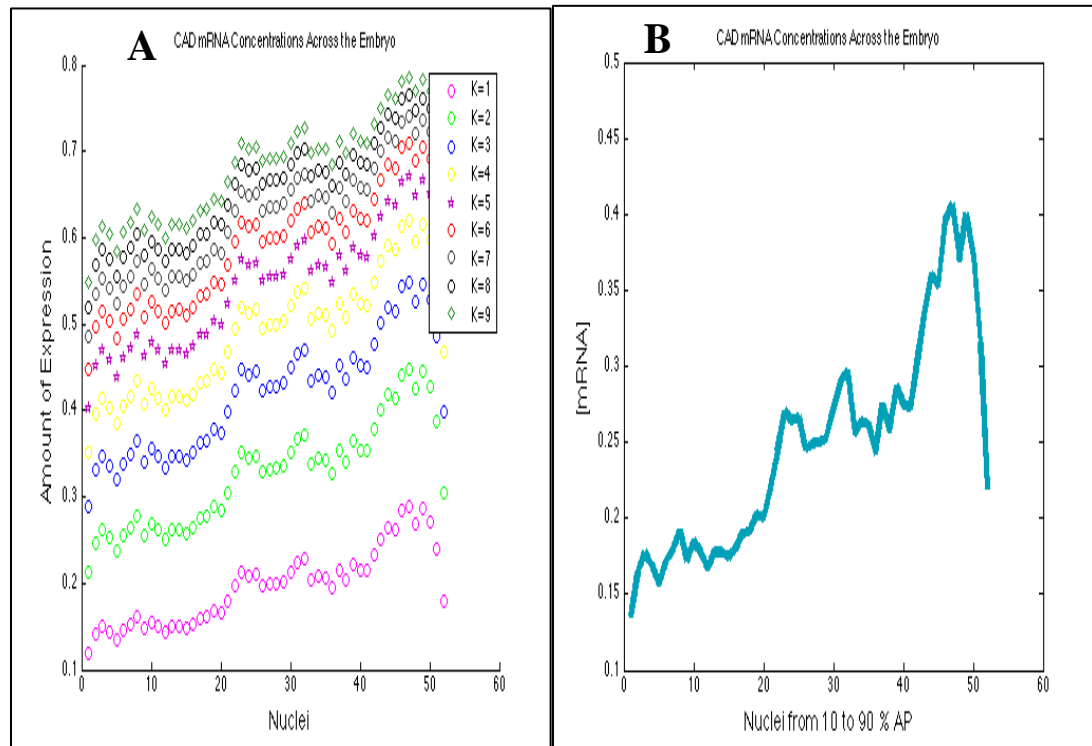 A
CAD mRNA Concentrations Across the Embryo
0.8
0.7
0.6
0.5
0.4
0.3
0.2
0.1
Amount of Expression
K=1
K=2
K=3
K=4
K=5
K=6
K=7
K=8
K=9
0 10 20 30 40 50 60
Nuclei
B
CAD mRNA Concentrations Across the Embryo
0.5
0.45
0.4
0.35
0.3
0.25
0.2
0.15
0.1
[mRNA]
0 10 20 30 40 50 60
Nuclei from 10 to 90 % AP